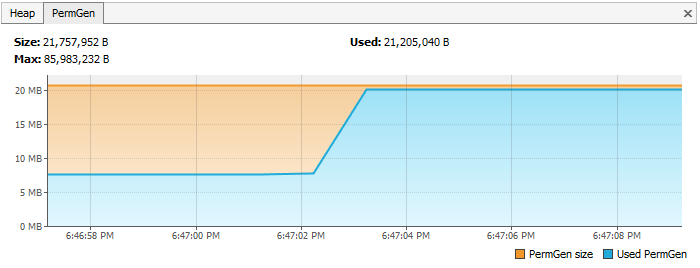 Heap PermGen
Size: 21,757,952 B Used: 21,205,040 B
Max: 85,983,232 B
20 MB
15 MB
10 MB
5 MB
0 MB
6:46:58 PM 6:47:00 PM 6:47:02 PM 6:47:04 PM 6:47:06 PM 6:47:08 PM
PermGen size Used PermGen